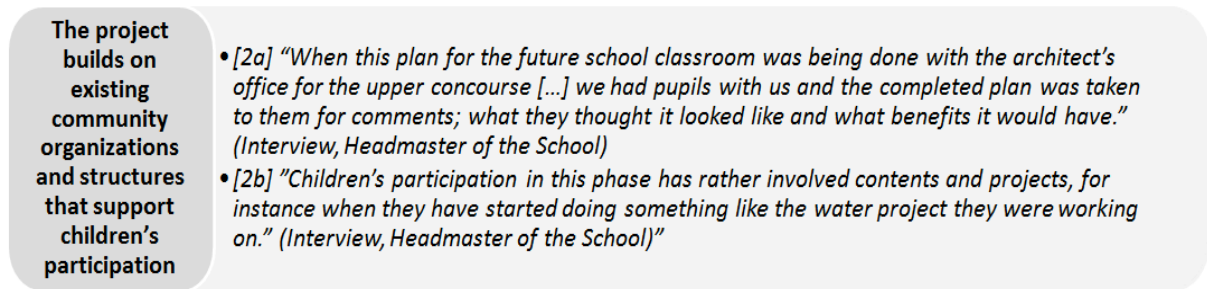 The project
builds on
existing
community
organizations
and structures
that support
children’s
participation
•[2a] “When this plan for the future school classroom was being done with the architect’s
office for the upper concourse […] we had pupils with us and the completed plan was taken
to them for comments; what they thought it looked like and what benefits it would have.”
(Interview, Headmaster of the School)
•[2b] ”Children’s participation in this phase has rather involved contents and projects, for
instance when they have started doing something like the water project they were working
on.” (Interview, Headmaster of the School)”